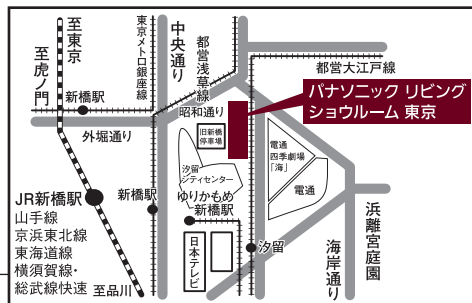 至東京
至虎ノ門
新橋駅
東京メトロ銀座線
中央通り
都営浅草線
都営大江戸線
パナソニック リビング
ショウルーム 東京
昭和通り
外堀通り
旧新橋
停車場
電通
四季劇場
「海」
汐留
シティセンター
電通
JR新橋駅
山手線
京浜東北線
東海道線
横須賀線・
総武線快速
新橋駅
ゆりかもめ
新橋駅
日本テレビ
汐留
海岸通り
浜離宮庭園
至品川